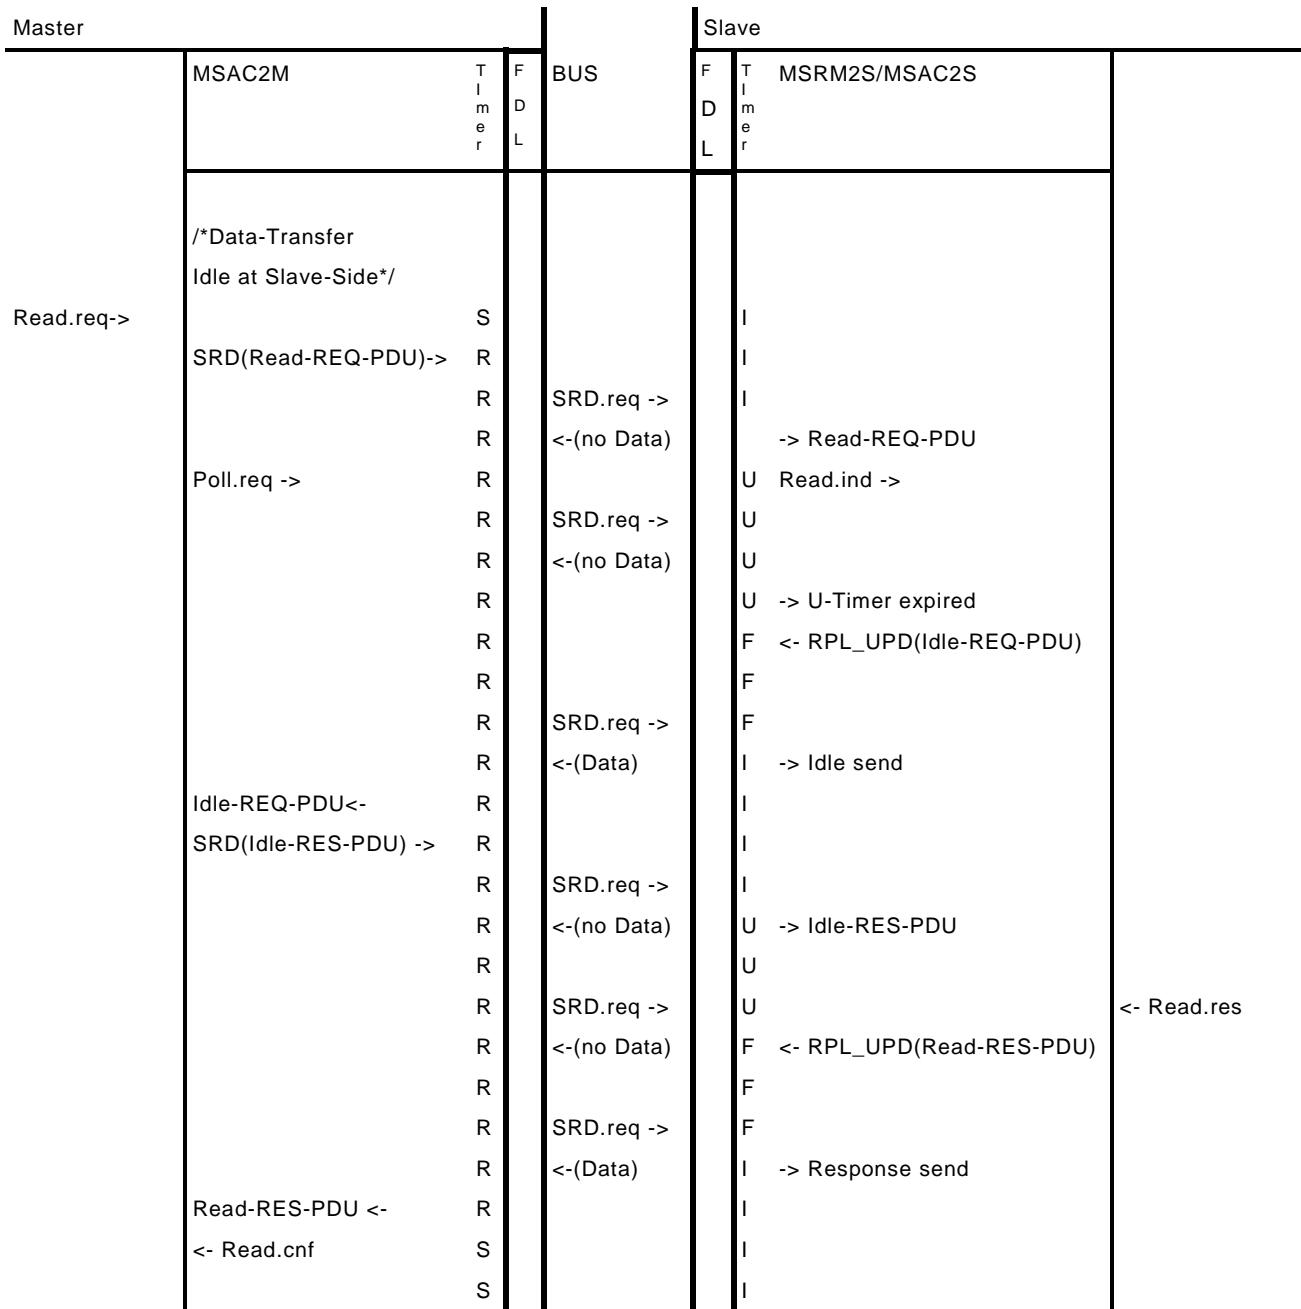 Master Slave
MSAC2M TImer FDL BUS FDL TImer MSRM2S/MSAC2S
/*Data-Transfer
Idle at Slave-Side*/
Read.req-> S I
SRD(Read-REQ-PDU)-> R I
R SRD.req -> I
R <-(no Data) -> Read-REQ-PDU
Poll.req -> R U Read.ind ->
R SRD.req -> U
R <-(no Data) U
R U -> U-Timer expired
R F <- RPL_UPD(Idle-REQ-PDU)
R F
R SRD.req -> F
R <-(Data) I -> Idle send
Idle-REQ-PDU<- R I
SRD(Idle-RES-PDU) -> R I
R SRD.req -> I
R <-(no Data) U -> Idle-RES-PDU
R U
R SRD.req -> U <- Read.res
R <-(no Data) F <- RPL_UPD(Read-RES-PDU)
R F
R SRD.req -> F
R <-(Data) I -> Response send
Read-RES-PDU <- R I
<- Read.cnf S I
S I